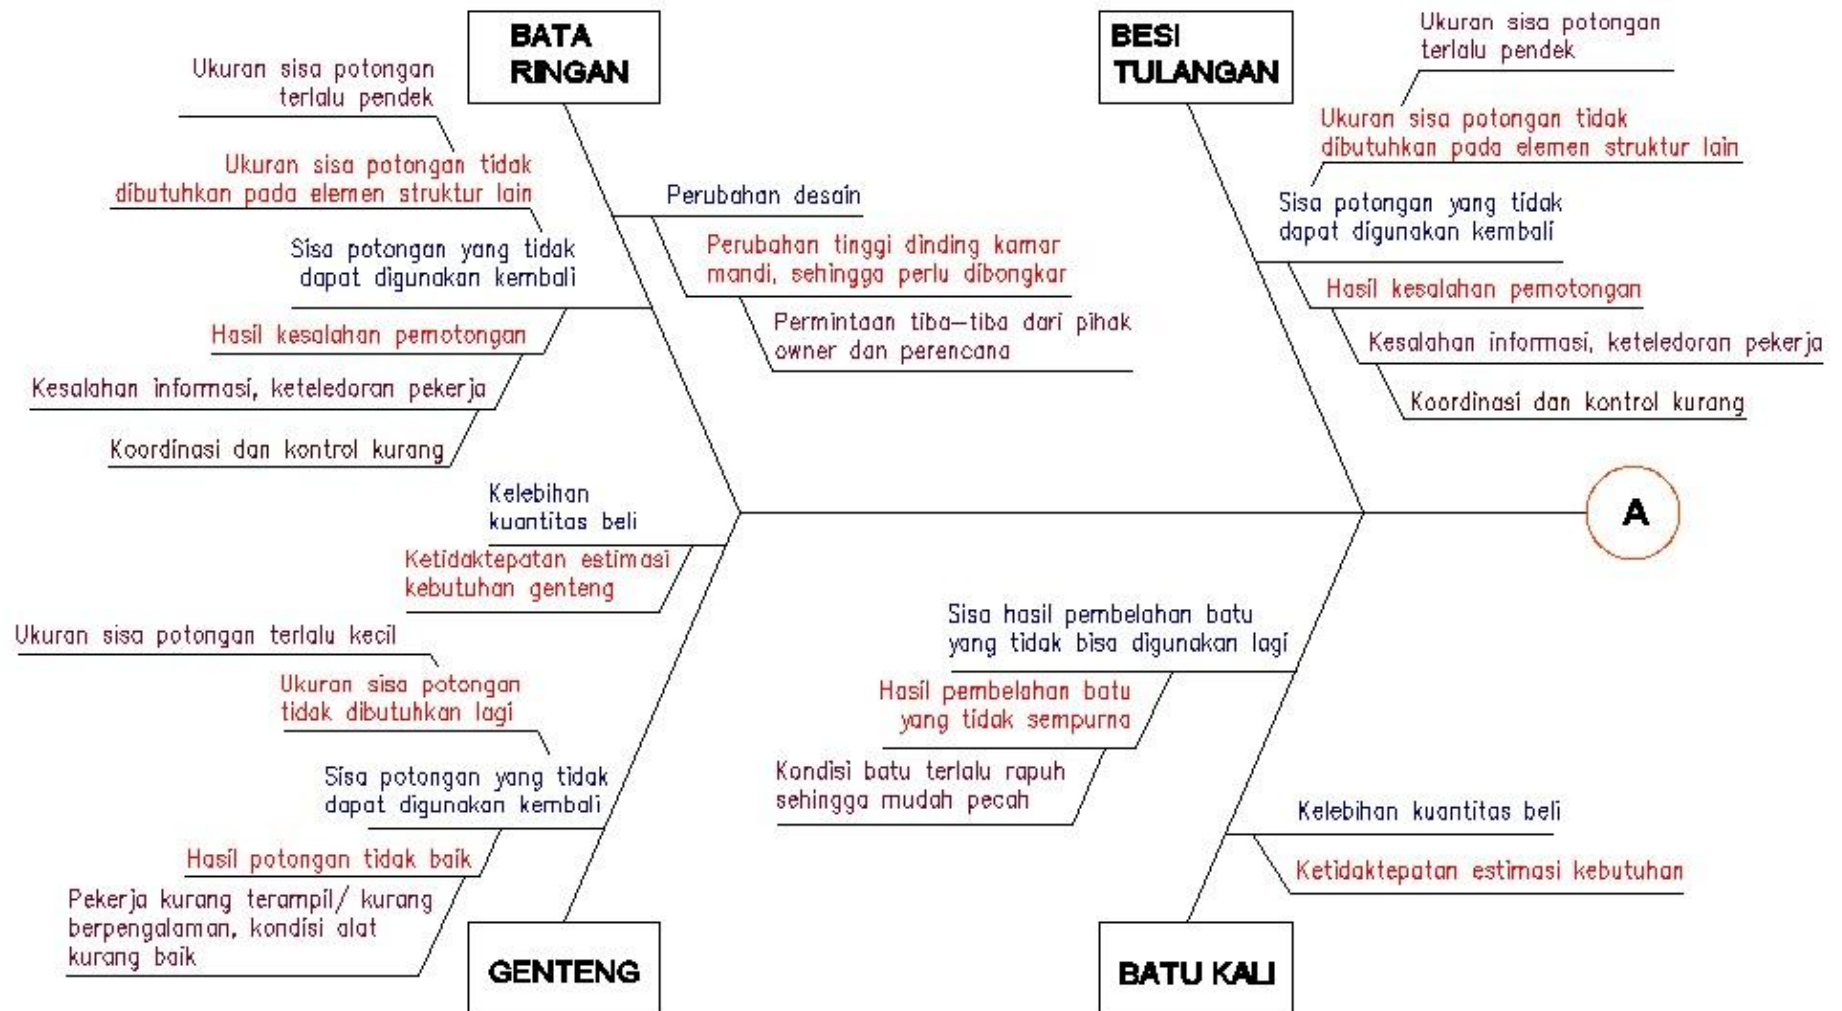 BATA
RINGAN
Ukuran sisa potongan
terlalu pendek
Ukuran sisa potongan tidak
dibutuhkan pada elemen struktur lain
Sisa potongan yang tidak
dapat digunakan kembali
Hasil kesalahan pemotongan
Kesalahan informasi, keteledoran pekerja
Koordinasi dan kontrol kurang
Perubahan desain
Perubahan tinggi dinding kamar
mandi, sehingga perlu dibongkar
Permintaan tiba-tiba dari pihak
owner dan perencana
BESI
TULANGAN
Ukuran sisa potongan
terlalu pendek
Ukuran sisa potongan tidak
dibutuhkan pada elemen struktur lain
Sisa potongan yang tidak
dapat digunakan kembali
Hasil kesalahan pemotongan
Kesalahan informasi, keteledoran pekerja
Koordinasi dan kontrol kurang
A
Kelebihan
kuantitas beli
Ketidaktepatan estimasi
kebutuhan genteng
Ukuran sisa potongan terlalu kecil
Ukuran sisa potongan
tidak dibutuhkan lagi
Sisa potongan yang tidak
dapat digunakan kembali
Hasil potongan tidak baik
Pekerja kurang terampil/ kurang
berpengalaman, kondisi alat
kurang baik
GENTENG
Sisa hasil pembelahan batu
yang tidak bisa digunakan lagi
Hasil pembelahan batu
yang tidak sempurna
Kondisi batu terlalu rapuh
sehingga mudah pecah
Kelebihan kuantitas beli
Ketidaktepatan estimasi kebutuhan
BATU KALI